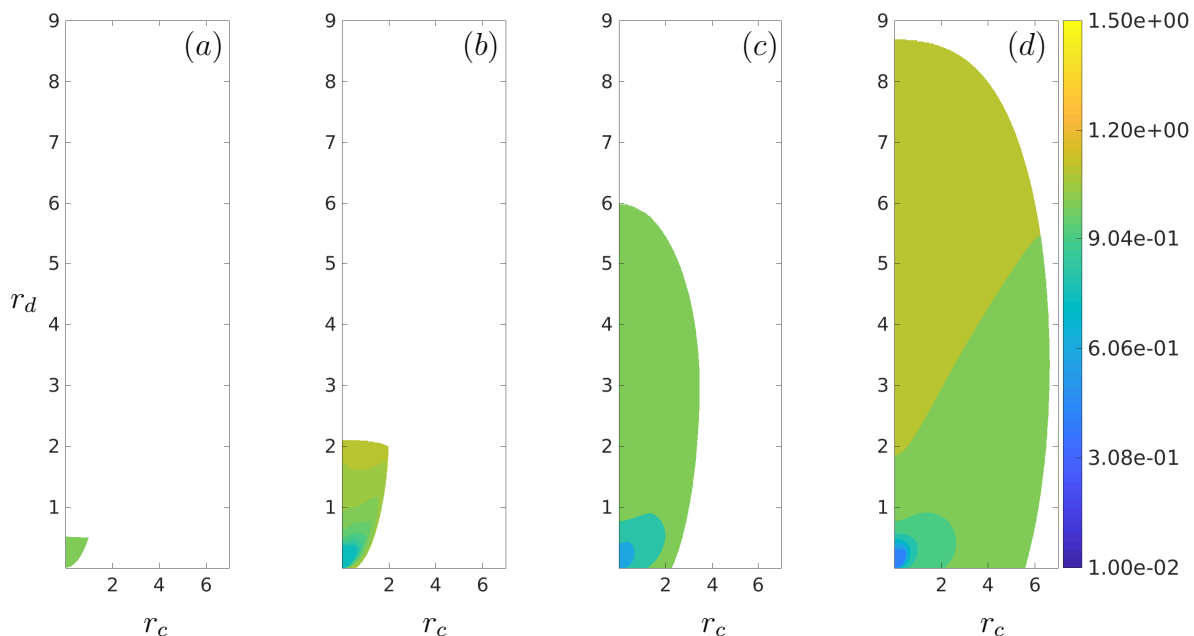 (a) (b) (c) (d)
9 9 9 9 1.50e+00
8 8 8 8
7 7 7 7 1.20e+00
6 6 6 6
5 5 5 5 9.04e-01
r_d
4 4 4 4 6.06e-01
3 3 3 3
2 2 2 2 3.08e-01
1 1 1 1
1.00e-02
2 4 6 2 4 6 2 4 6 2 4 6
r_c r_c r_c r_c